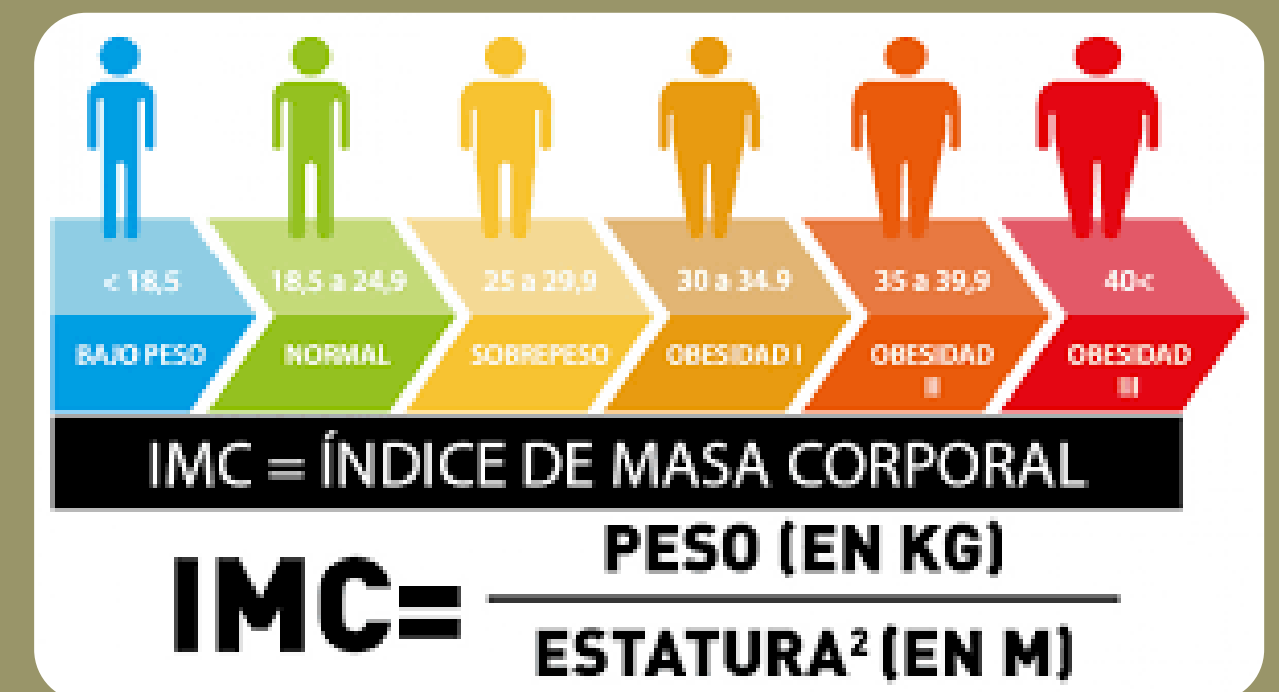 < 18,5
18,5 a 24,9
25 a 29,9
30 a 34.9
35 a 39,9
40<
BAJO PESO
NORMAL
SOBREPESO
OBESIDAD I
OBESIDAD
II
OBESIDAD
III
IMC = ÍNDICE DE MASA CORPORAL
IMC=
PESO (EN KG)
ESTATURA² (EN M)